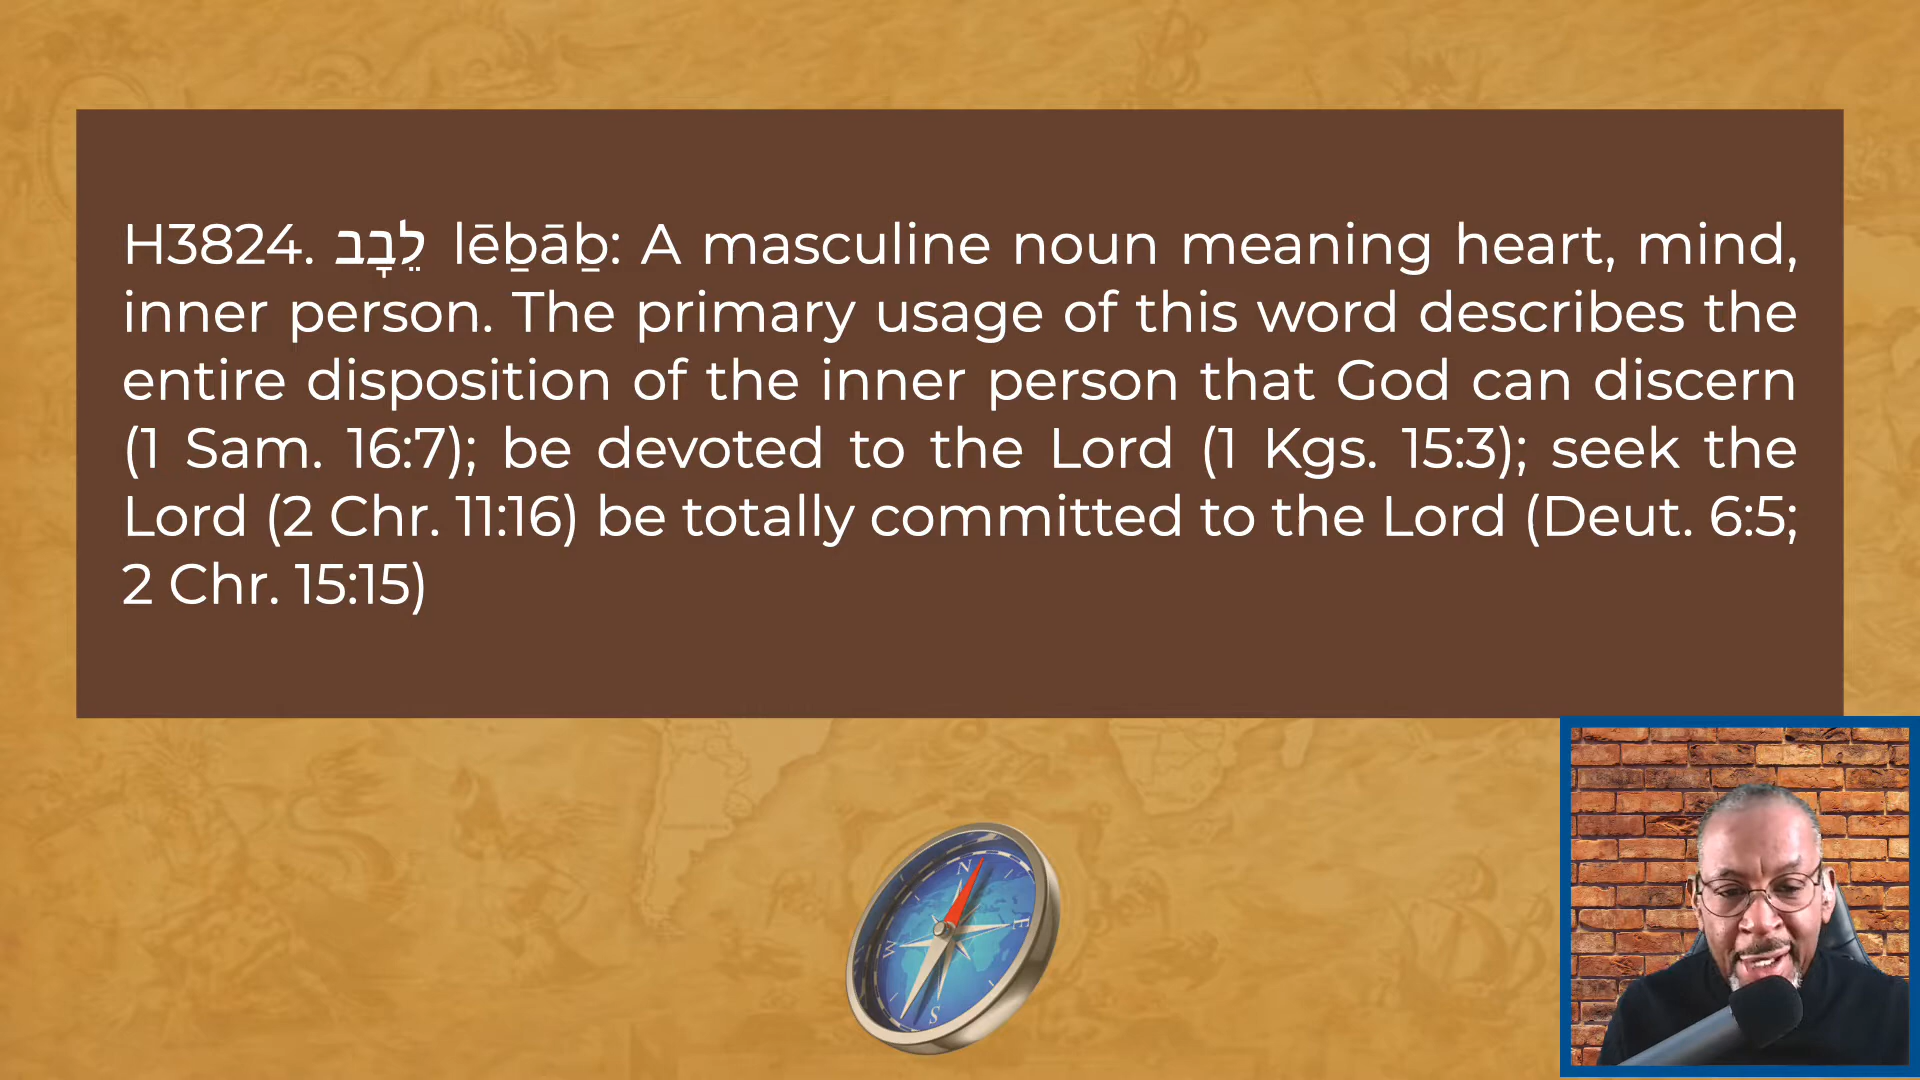 H3824. לֵבָב lēḇāḇ: A masculine noun meaning heart, mind,
inner person. The primary usage of this word describes the
entire disposition of the inner person that God can discern
(1 Sam. 16:7); be devoted to the Lord (1 Kgs. 15:3); seek the
Lord (2 Chr. 11:16) be totally committed to the Lord (Deut. 6:5;
2 Chr. 15:15)
N
E
W
S